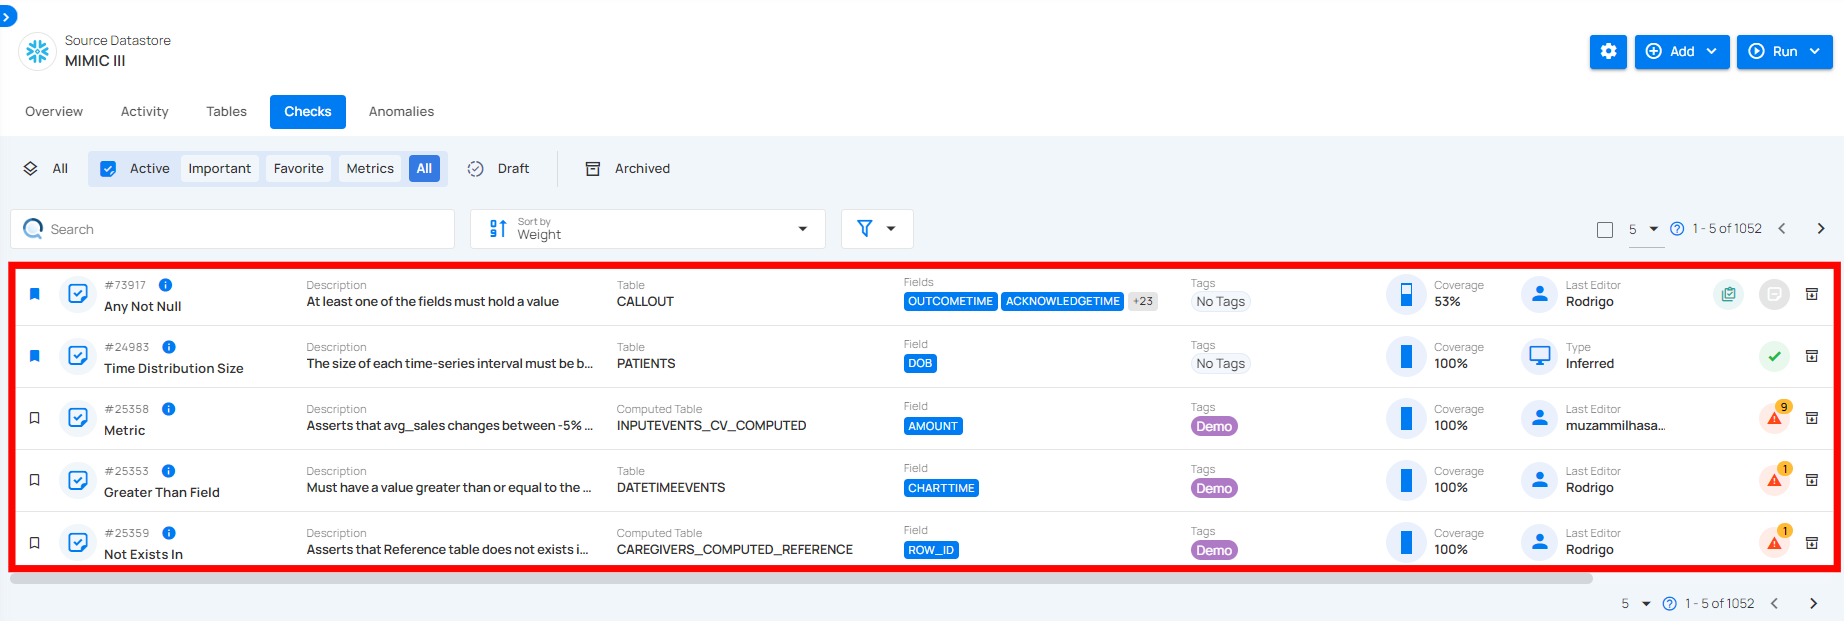 Source Datastore
MIMIC III
Add
Run
Overview
Activity
Tables
Checks
Anomalies
All
Active
Important
Favorite
Metrics
All
Draft
Archived
Search
Sort by
Weight
5
1 - 5 of 1052
#73917
Any Not Null
Description
At least one of the fields must hold a value
Table
CALLOUT
Fields
OUTCOMETIME ACKNOWLEDGETIME +23
Tags
No Tags
Coverage
53%
Last Editor
Rodrigo
#24983
Time Distribution Size
Description
The size of each time-series interval must be b...
Table
PATIENTS
Field
DOB
Tags
No Tags
Coverage
100%
Type
Inferred
#25358
Metric
Description
Asserts that avg_sales changes between -5% ...
Computed Table
INPUTEVENTS_CV_COMPUTED
Field
AMOUNT
Tags
Demo
Coverage
100%
Last Editor
muzammilhasa...
9
#25353
Greater Than Field
Description
Must have a value greater than or equal to the ...
Table
DATETIMEEVENTS
Field
CHARTTIME
Tags
Demo
Coverage
100%
Last Editor
Rodrigo
1
#25359
Not Exists In
Description
Asserts that Reference table does not exists i...
Computed Table
CAREGIVERS_COMPUTED_REFERENCE
Field
ROW_ID
Tags
Demo
Coverage
100%
Last Editor
Rodrigo
1
5
1 - 5 of 1052